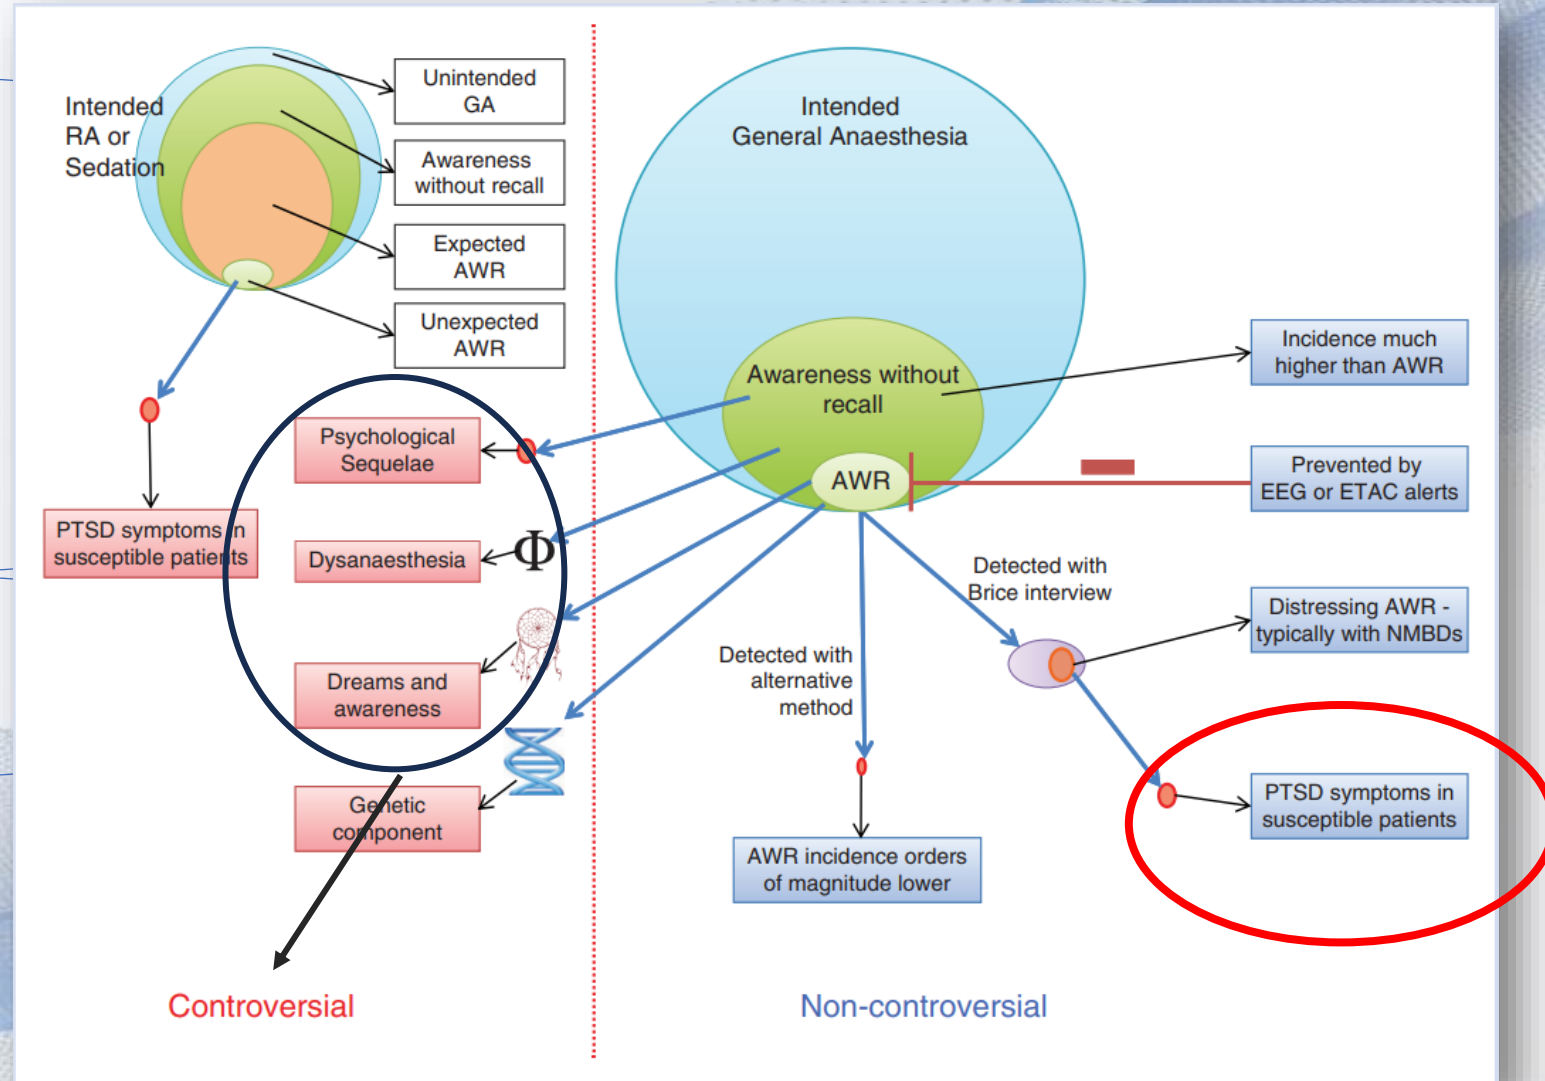 Intended
RA or
Sedation
Unintended
GA
Awareness
without recall
Expected
AWR
Unexpected
AWR
Psychological
Sequelae
PTSD symptoms in
susceptible patients
Dysanaesthesia
Φ
Dreams and
awareness
Genetic
component
Controversial
Intended
General Anaesthesia
Awareness without
recall
AWR
Incidence much
higher than AWR
Prevented by
EEG or ETAC alerts
Detected with
Brice interview
Distressing AWR -
typically with NMBDs
Detected with
alternative
method
PTSD symptoms in
susceptible patients
AWR incidence orders
of magnitude lower
Non-controversial